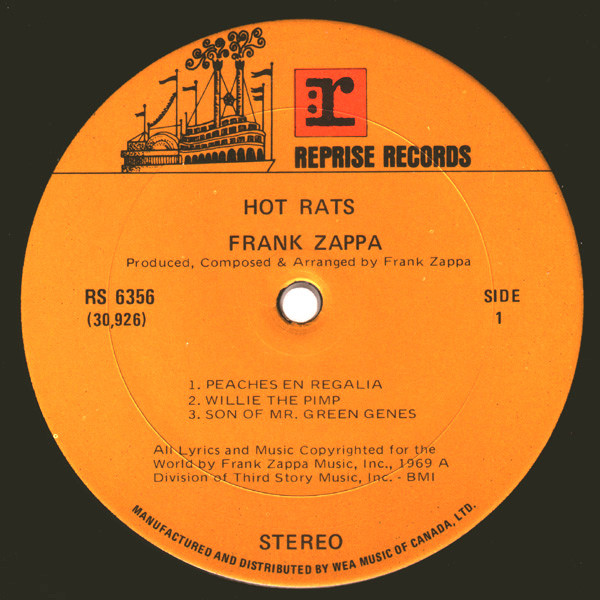 r
REPRISE RECORDS
HOT RATS
FRANK ZAPPA
Produced, Composed & Arranged by Frank Zappa
RS 6356
(30,926)
SIDE
1
1. PEACHES EN REGALIA
2. WILLIE THE PIMP
3. SON OF MR. GREEN GENES
All Lyrics and Music Copyrighted for the
World by Frank Zappa Music, Inc., 1969 A
Division of Third Story Music, Inc. - BMI
STEREO
MANUFACTURED AND DISTRIBUTED BY WEA MUSIC OF CANADA, LTD.